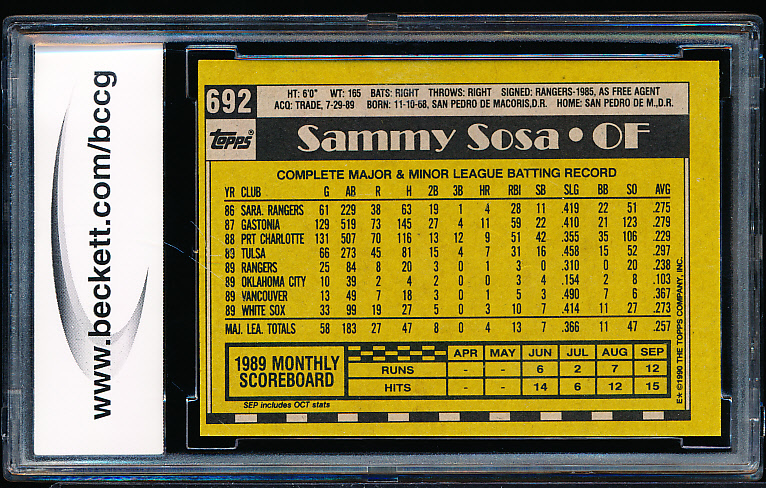 www.beckett.com/bccg
692
HT: 6'0" WT: 165 BATS: RIGHT THROWS: RIGHT SIGNED: RANGERS-1985, AS FREE AGENT
ACQ: TRADE, 7-29-89 BORN: 11-10-68, SAN PEDRO DE MACORIS, D.R. HOME: SAN PEDRO DE M., D.R.
TOPPS® Sammy Sosa • OF
COMPLETE MAJOR & MINOR LEAGUE BATTING RECORD
YR CLUB G AB R H 2B 3B HR RBI SB SLG BB SO AVG
86 SARA. RANGERS 61 229 38 63 19 1 4 28 11 .419 22 51 .275
87 GASTONIA 129 519 73 145 27 4 11 59 22 .410 21 123 .279
88 PRT CHARLOTTE 131 507 70 116 13 12 9 51 42 .355 35 106 .229
89 TULSA 66 273 45 81 15 4 7 31 16 .458 15 52 .297
89 RANGERS 25 84 8 20 3 0 1 3 0 .310 0 20 .238
89 OKLAHOMA CITY 10 39 2 4 2 0 0 3 4 .154 2 8 .103
89 VANCOUVER 13 49 7 18 3 0 1 5 3 .490 7 6 .367
89 WHITE SOX 33 99 19 27 5 0 3 10 7 .414 11 27 .273
MAJ. LEA. TOTALS 58 183 27 47 8 0 4 13 7 .366 11 47 .257
1989 MONTHLY
SCOREBOARD
APR MAY JUN JUL AUG SEP
RUNS - - 6 2 7 12
HITS - - 14 6 12 15
SEP includes OCT stats
E★ ©1990 THE TOPPS COMPANY, INC.